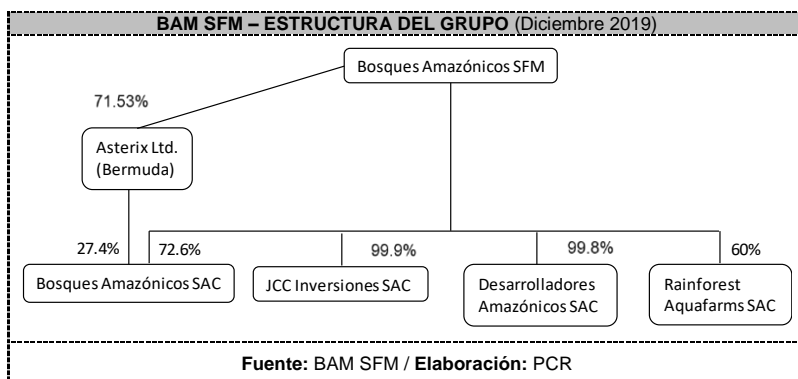 BAM SFM – ESTRUCTURA DEL GRUPO (Diciembre 2019)
Bosques Amazónicos SFM
71.53%
Asterix Ltd.
(Bermuda)
27.4%
72.6%
99.9%
99.8%
60%
Bosques Amazónicos SAC
JCC Inversiones SAC
Desarrolladores
Amazónicos SAC
Rainforest
Aquafarms SAC
Fuente: BAM SFM / Elaboración: PCR